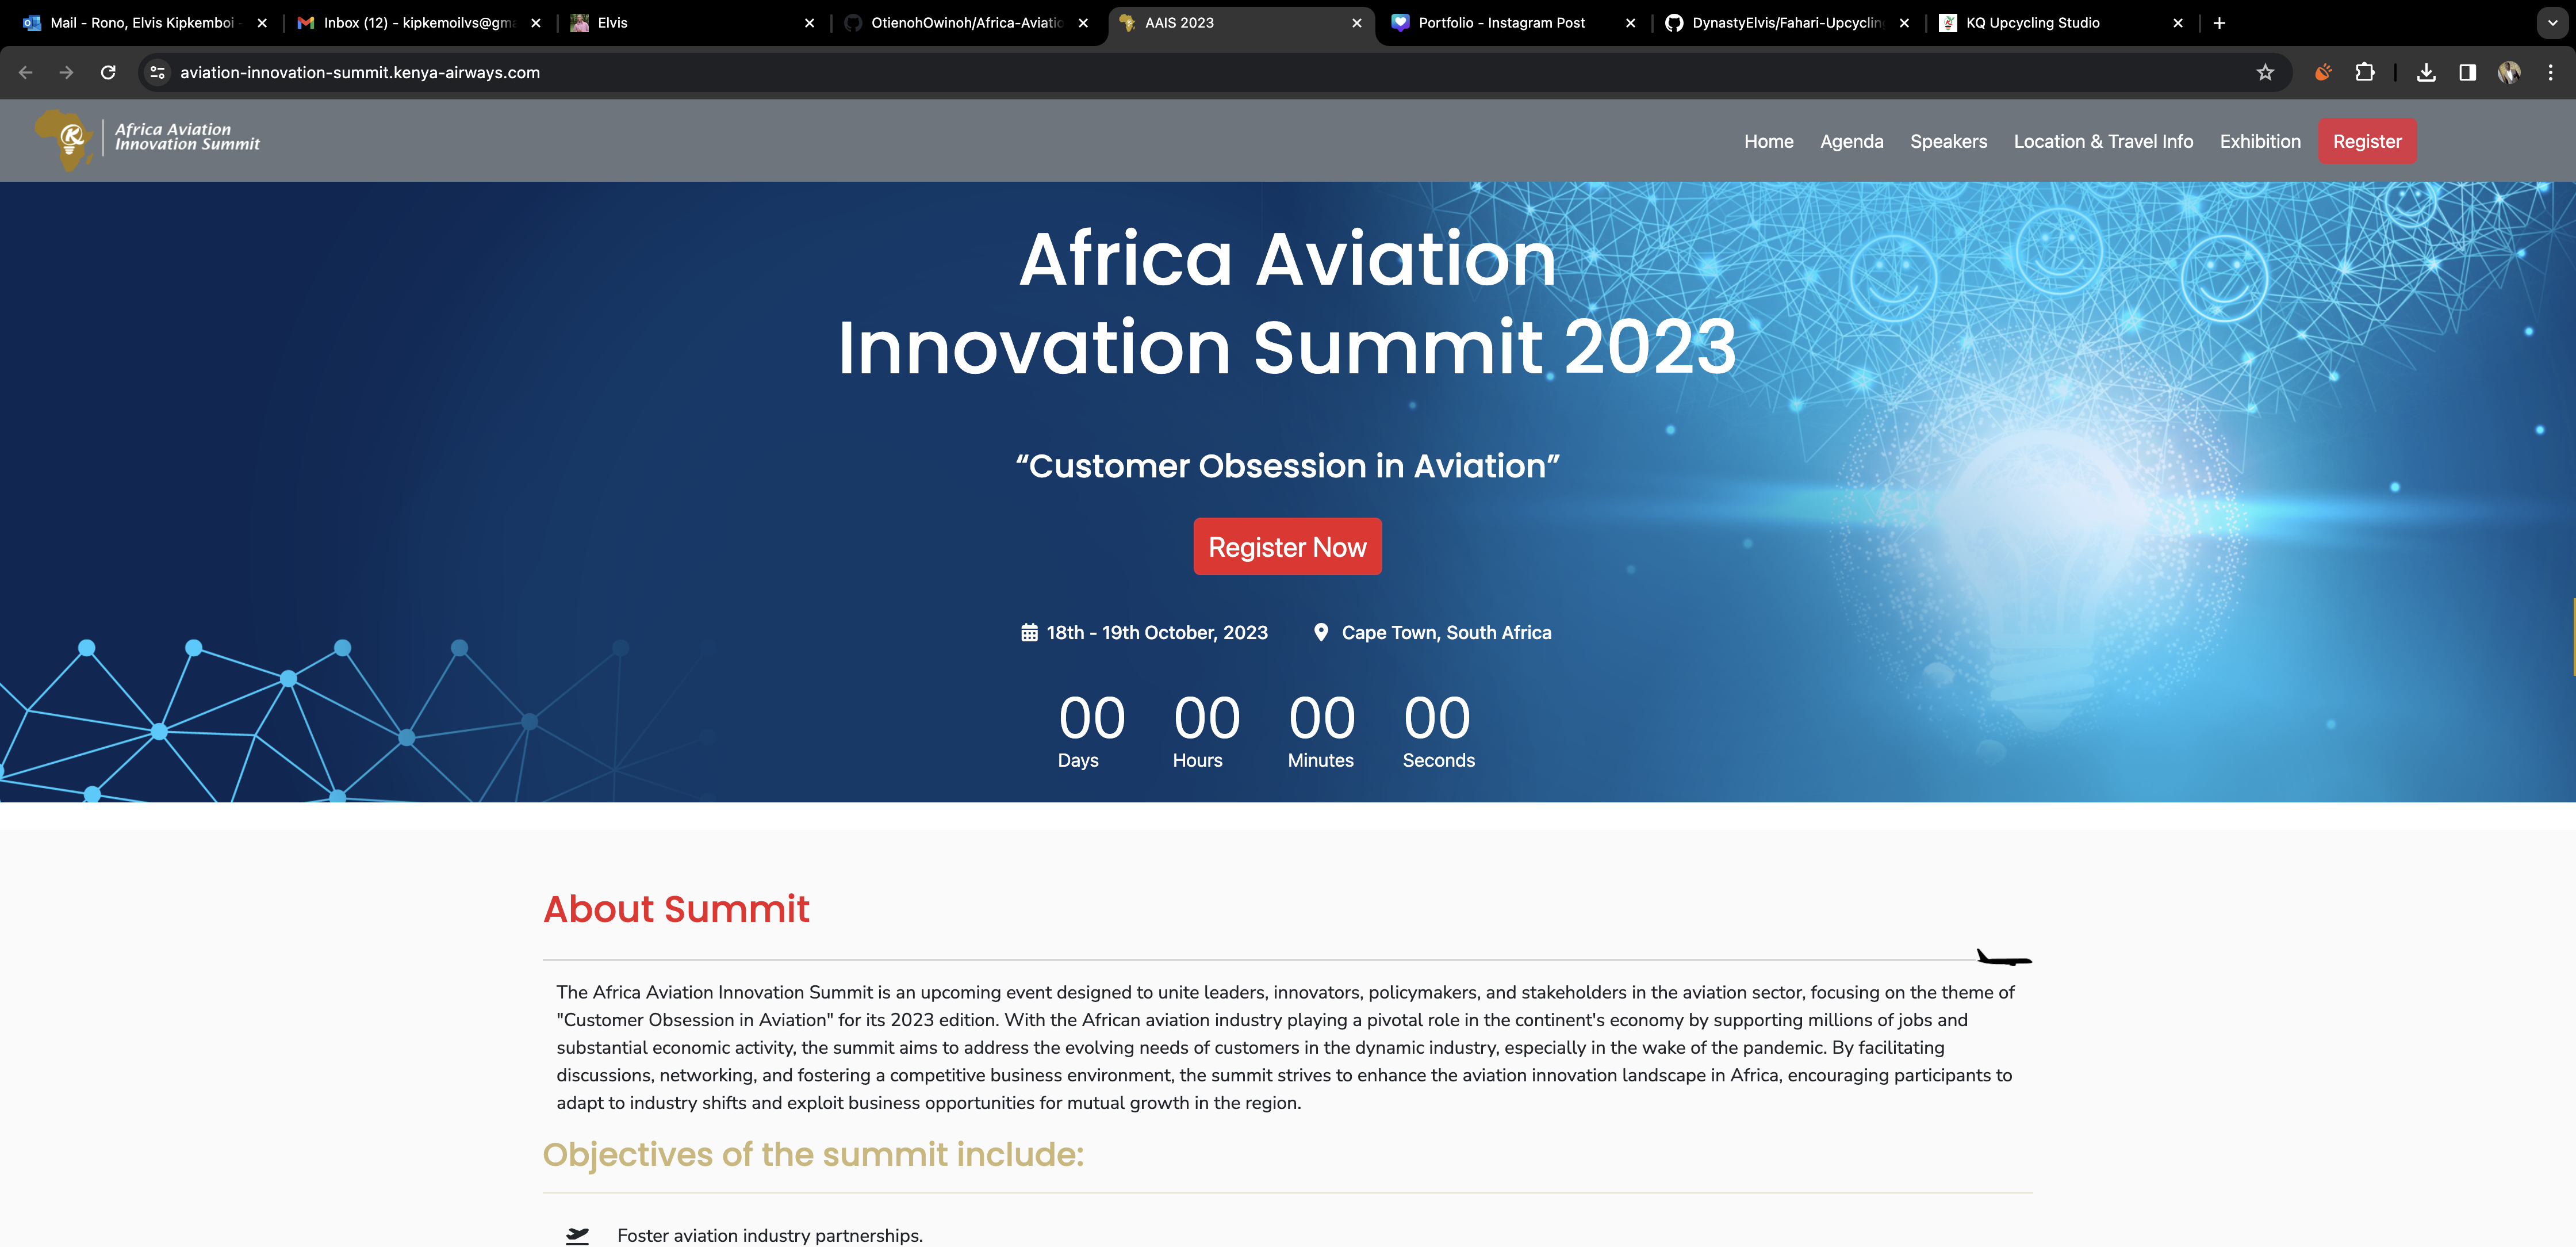 Mail - Rono, Elvis Kipkemboi -
Inbox (12) - kipkemoilvs@gm
Elvis
OtienohOwinoh/Africa-Aviatio
AAIS 2023
Portfolio - Instagram Post
DynastyElvis/Fahari-Upcyclin
KQ Upcycling Studio
aviation-innovation-summit.kenya-airways.com
Africa Aviation
Innovation Summit
Home
Agenda
Speakers
Location & Travel Info
Exhibition
Register
Africa Aviation
Innovation Summit 2023
“Customer Obsession in Aviation”
Register Now
18th - 19th October, 2023
Cape Town, South Africa
00 00 00 00
Days Hours Minutes Seconds
About Summit
The Africa Aviation Innovation Summit is an upcoming event designed to unite leaders, innovators, policymakers, and stakeholders in the aviation sector, focusing on the theme of
"Customer Obsession in Aviation" for its 2023 edition. With the African aviation industry playing a pivotal role in the continent's economy by supporting millions of jobs and
substantial economic activity, the summit aims to address the evolving needs of customers in the dynamic industry, especially in the wake of the pandemic. By facilitating
discussions, networking, and fostering a competitive business environment, the summit strives to enhance the aviation innovation landscape in Africa, encouraging participants to
adapt to industry shifts and exploit business opportunities for mutual growth in the region.
Objectives of the summit include:
Foster aviation industry partnerships.